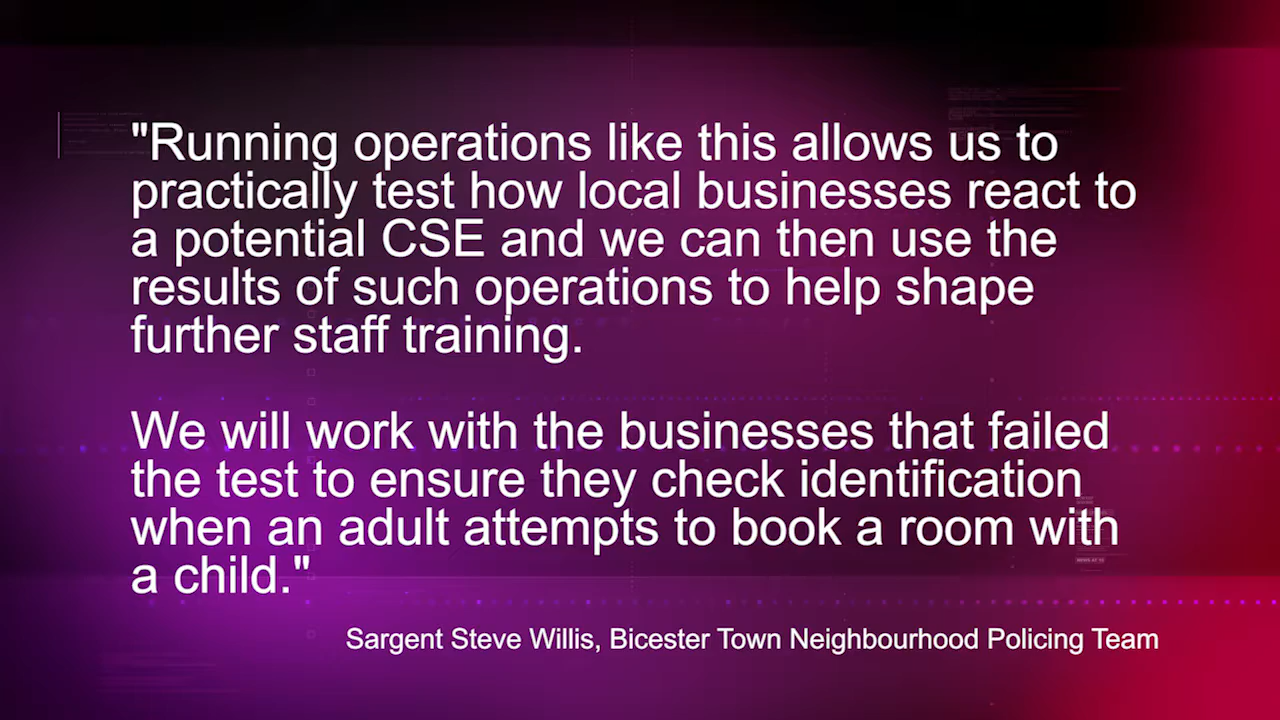 "Running operations like this allows us to
practically test how local businesses react to
a potential CSE and we can then use the
results of such operations to help shape
further staff training.
We will work with the businesses that failed
the test to ensure they check identification
when an adult attempts to book a room with
a child."
Sargent Steve Willis, Bicester Town Neighbourhood Policing Team